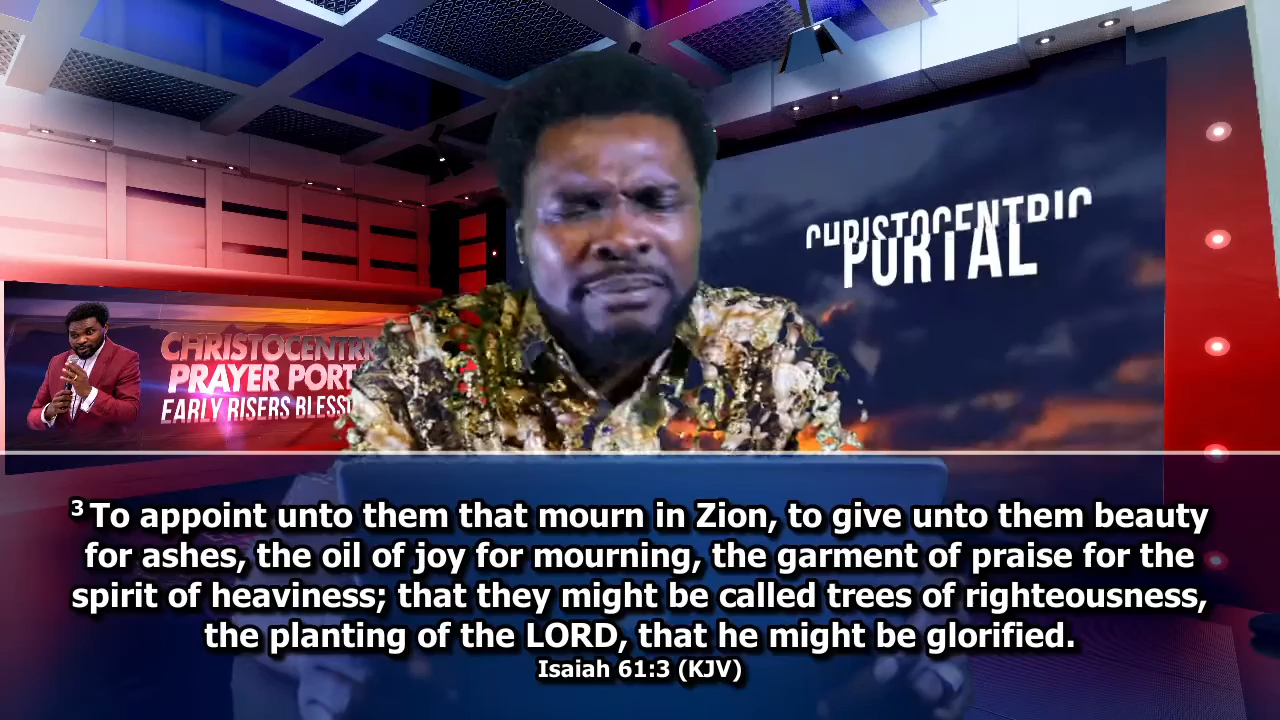 CHRISTOCENTRIC
PORTAL
CHRISTOCENTRI
PRAYER PORT
EARLY RISERS BLESS
3 To appoint unto them that mourn in Zion, to give unto them beauty
for ashes, the oil of joy for mourning, the garment of praise for the
spirit of heaviness; that they might be called trees of righteousness,
the planting of the LORD, that he might be glorified.
Isaiah 61:3 (KJV)